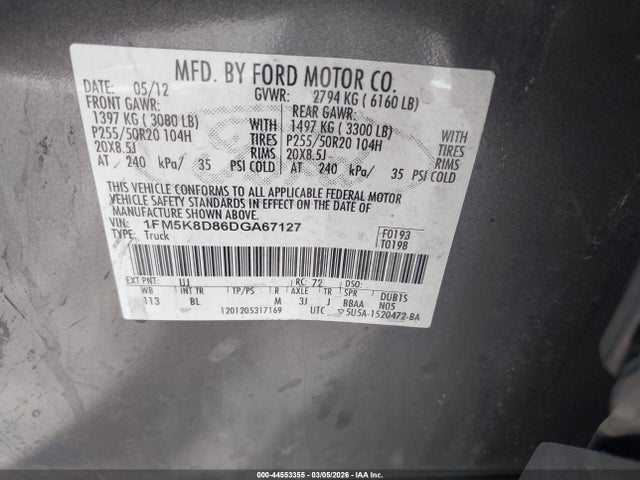 MFD. BY FORD MOTOR CO.
DATE: 05/12 GVWR: 2794 KG ( 6160 LB)
FRONT GAWR: REAR GAWR:
1397 KG ( 3080 LB) WITH 1497 KG ( 3300 LB) WITH
P255/50R20 104H TIRES P255/50R20 104H TIRES
20X8.5J RIMS 20X8.5J RIMS
AT 240 kPa/ 35 PSI COLD AT 240 kPa/ 35 PSI COLD
THIS VEHICLE CONFORMS TO ALL APPLICABLE FEDERAL MOTOR
VEHICLE SAFETY STANDARDS IN EFFECT ON THE DATE OF
MANUFACTURE SHOWN ABOVE.
VIN: 1FM5K8D86DGA67127 F0193
TYPE: Truck T0198
EXT PNT: UJ RC: 72 DSO:
WB INT TR TP/PS R AXLE TR SPR DUBTS
113 BL M 3J J BBAA N05
1201205317169 UTC ▽5U5A-1520472-BA
000-44553355 | 03/05/2026 | IAA, Inc.